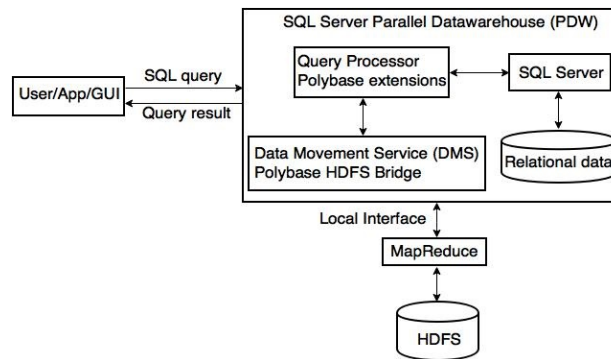 SQL Server Parallel Datawarehouse (PDW)
SQL query
User/App/GUI
Query result
Query Processor
Polybase extensions
SQL Server
Data Movement Service (DMS)
Polybase HDFS Bridge
Relational data
Local Interface
MapReduce
HDFS